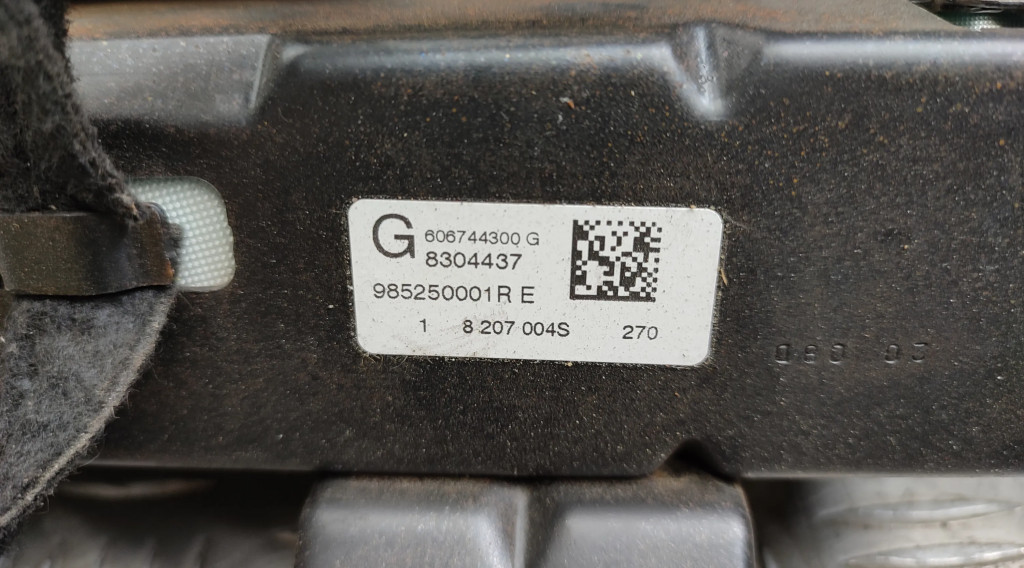 G 606744300 G
8304437
985250001R E
1 8 207 004S 270